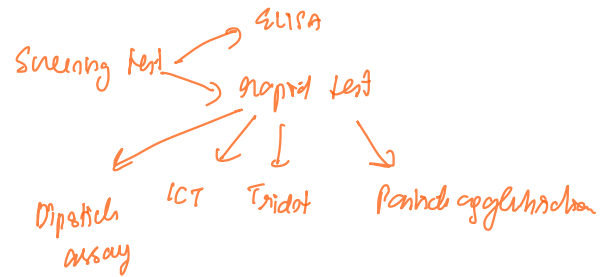 ELISA
Screening test
Rapid test
ICT
Tridot
Particle agglutination
Dipstick
assay